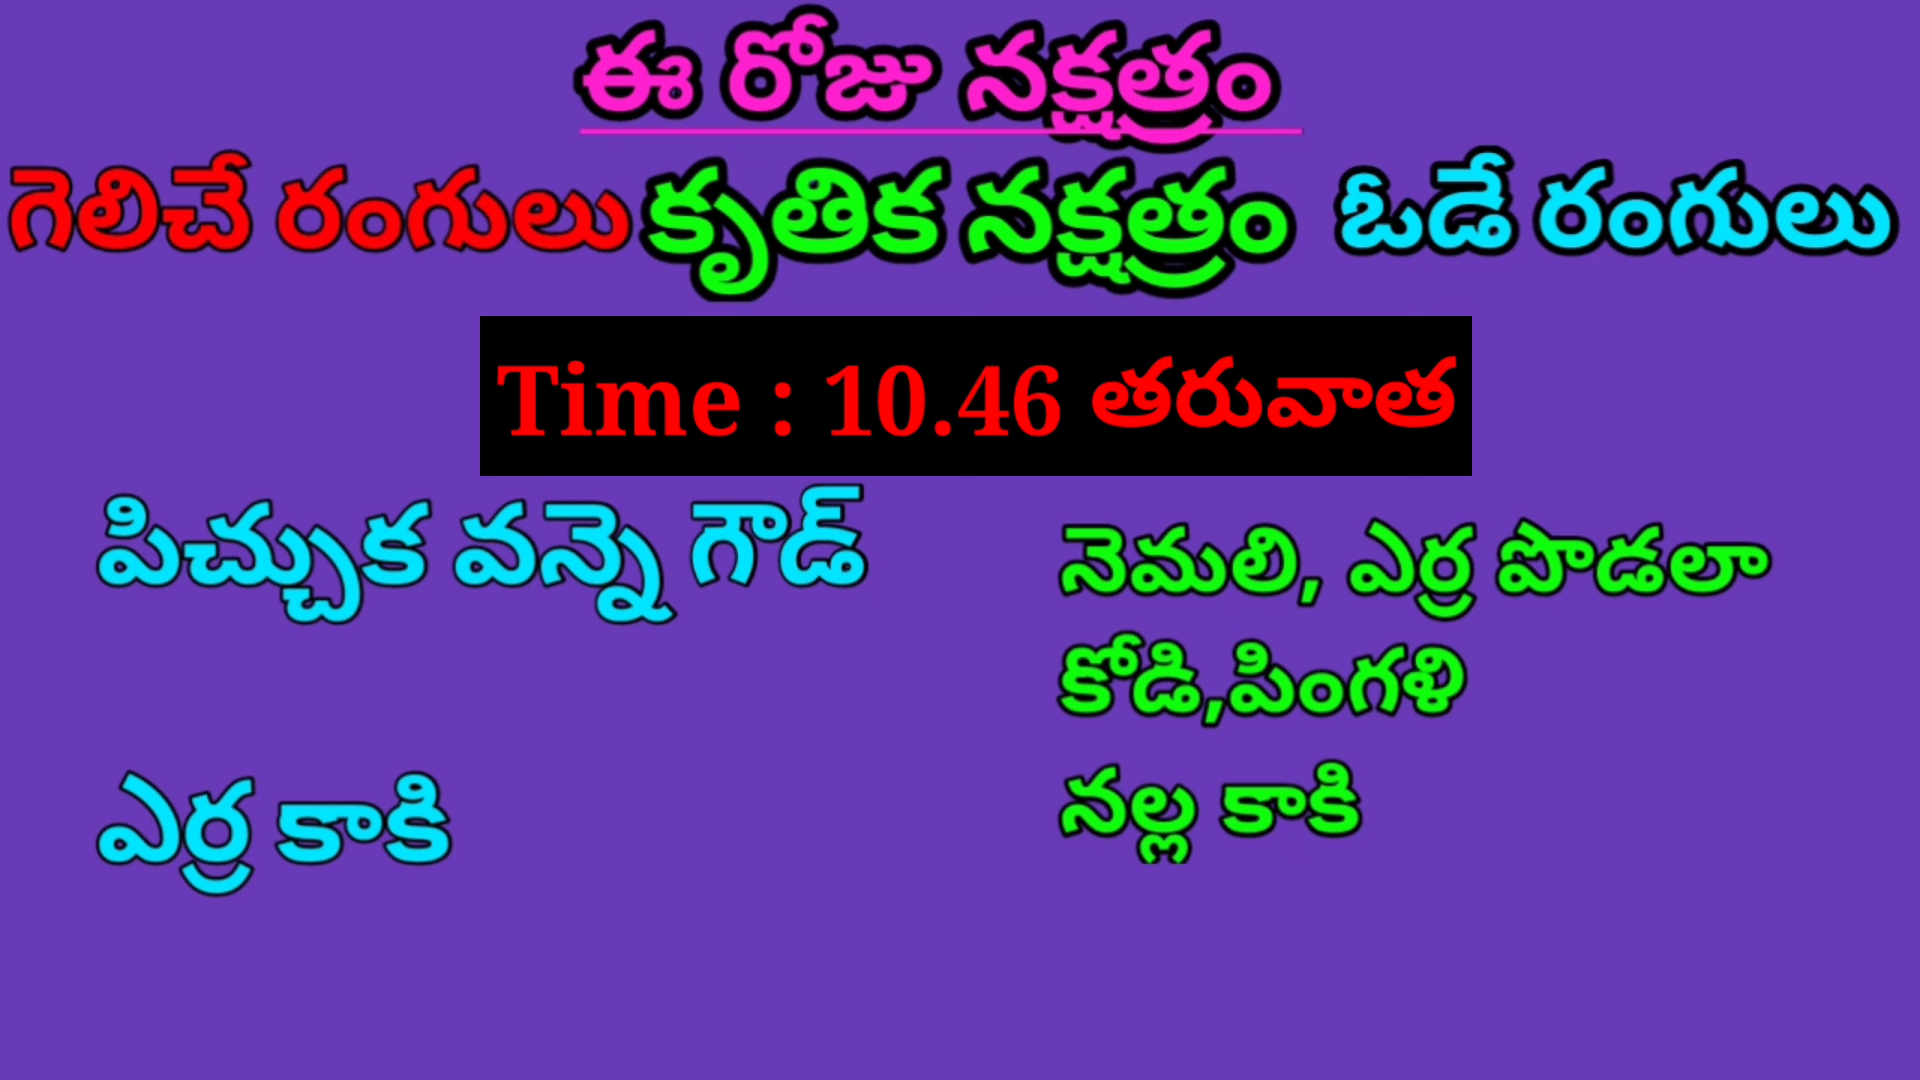 ఈ రోజు నక్షత్రం
గెలిచే రంగులు కృతిక నక్షత్రం ఓడే రంగులు
Time : 10.46 తరువాత
పిచ్చుక వన్నె గౌడ్
నెమలి, ఎర్ర పొడలా
కోడి,పింగళి
నల్ల కాకి
ఎర్ర కాకి